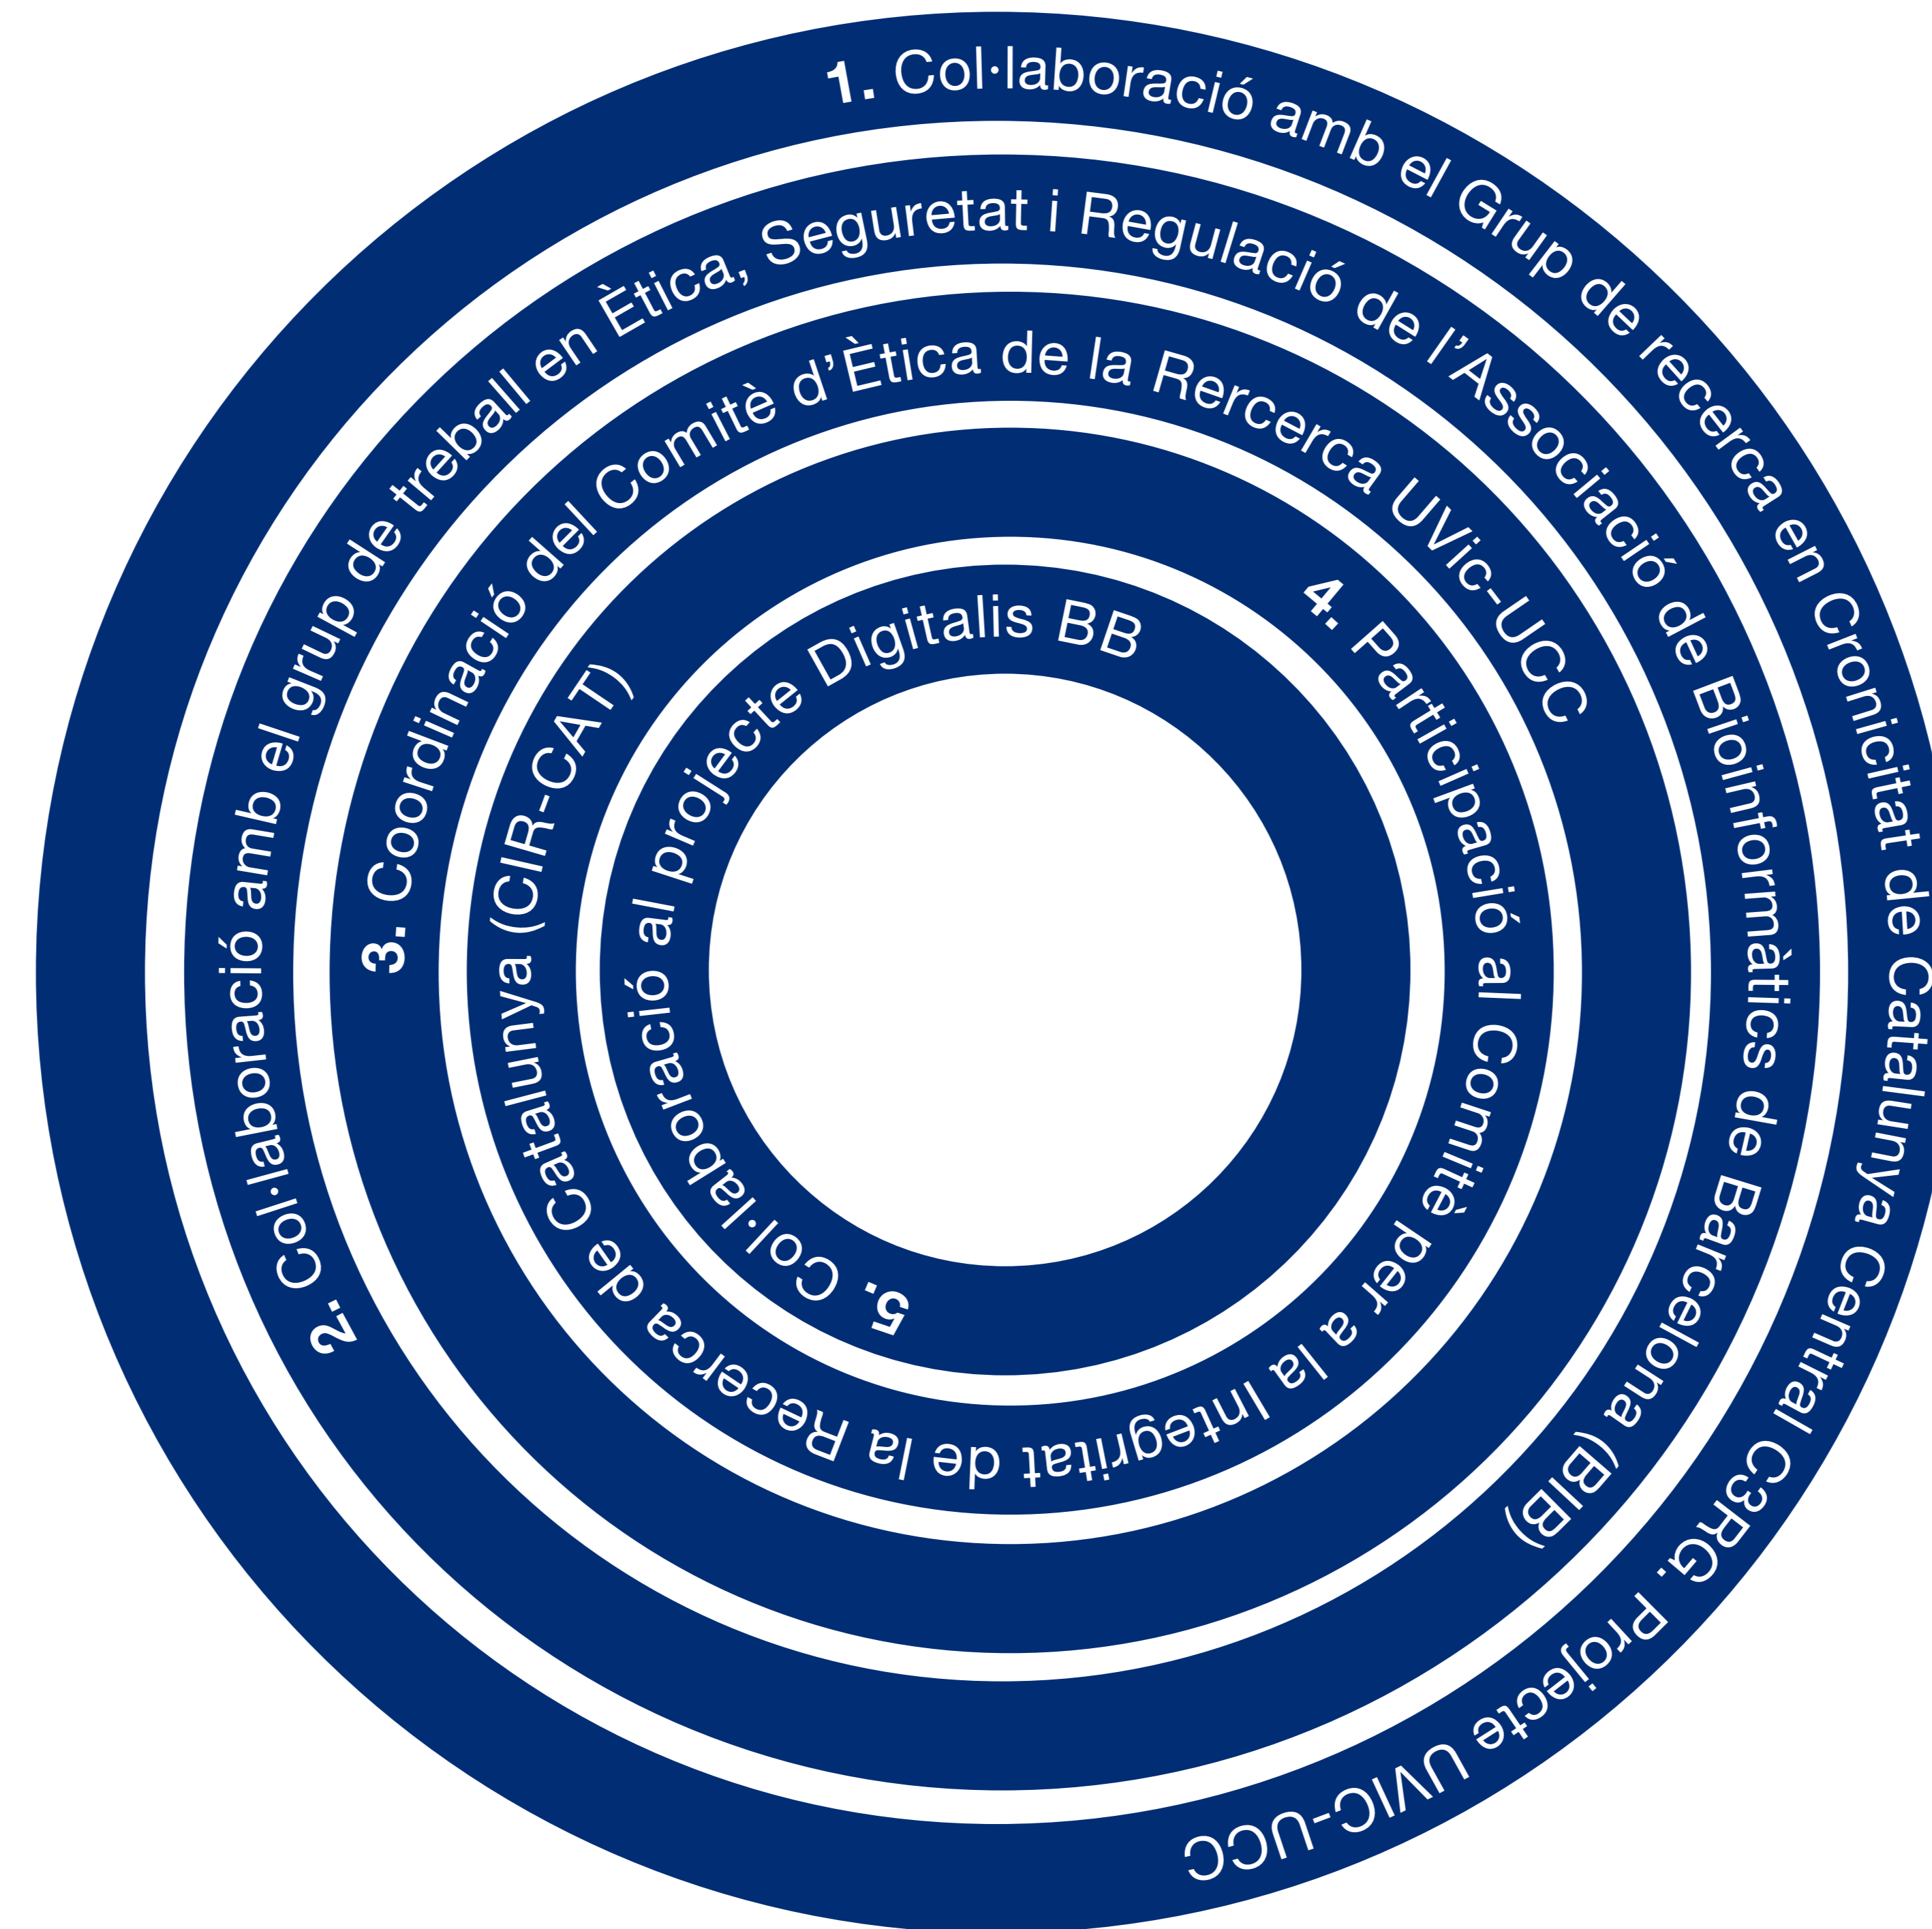 1. Col·laboració amb el Grup de recerca en Cronicitat de Catalunya Central C3RG. Projecte UVIC-UCC
2. Col·laboració amb el grup de treball en Ètica, Seguretat i Regulació de l'Associació de Bioinformàtics de Barcelona (BIB)
3. Coordinació del Comitè d'Ètica de la Rercerca UVic-UCC
4. Participació al Comitè per la Integritat de la Recerca de Catalunya (CIR-CAT)
5. Col·laboració al projecte Digitalis BB